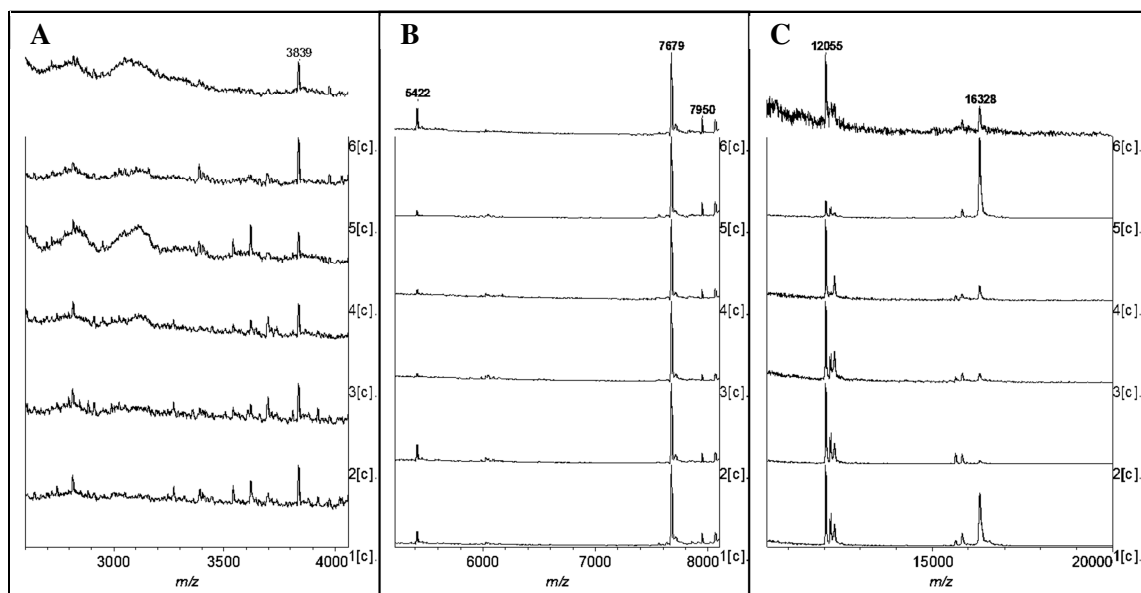 A
3839
6[c].
5[c].
4[c].
3[c].
2[c].
1[c].
3000 3500 4000
m/z
B
7679
5422
7950
6[c].
5[c].
4[c].
3[c].
2[c].
1[c].
6000 7000 8000
m/z
C
12055
16328
6[c].
5[c].
4[c].
3[c].
2[c].
1[c].
15000 20000
m/z